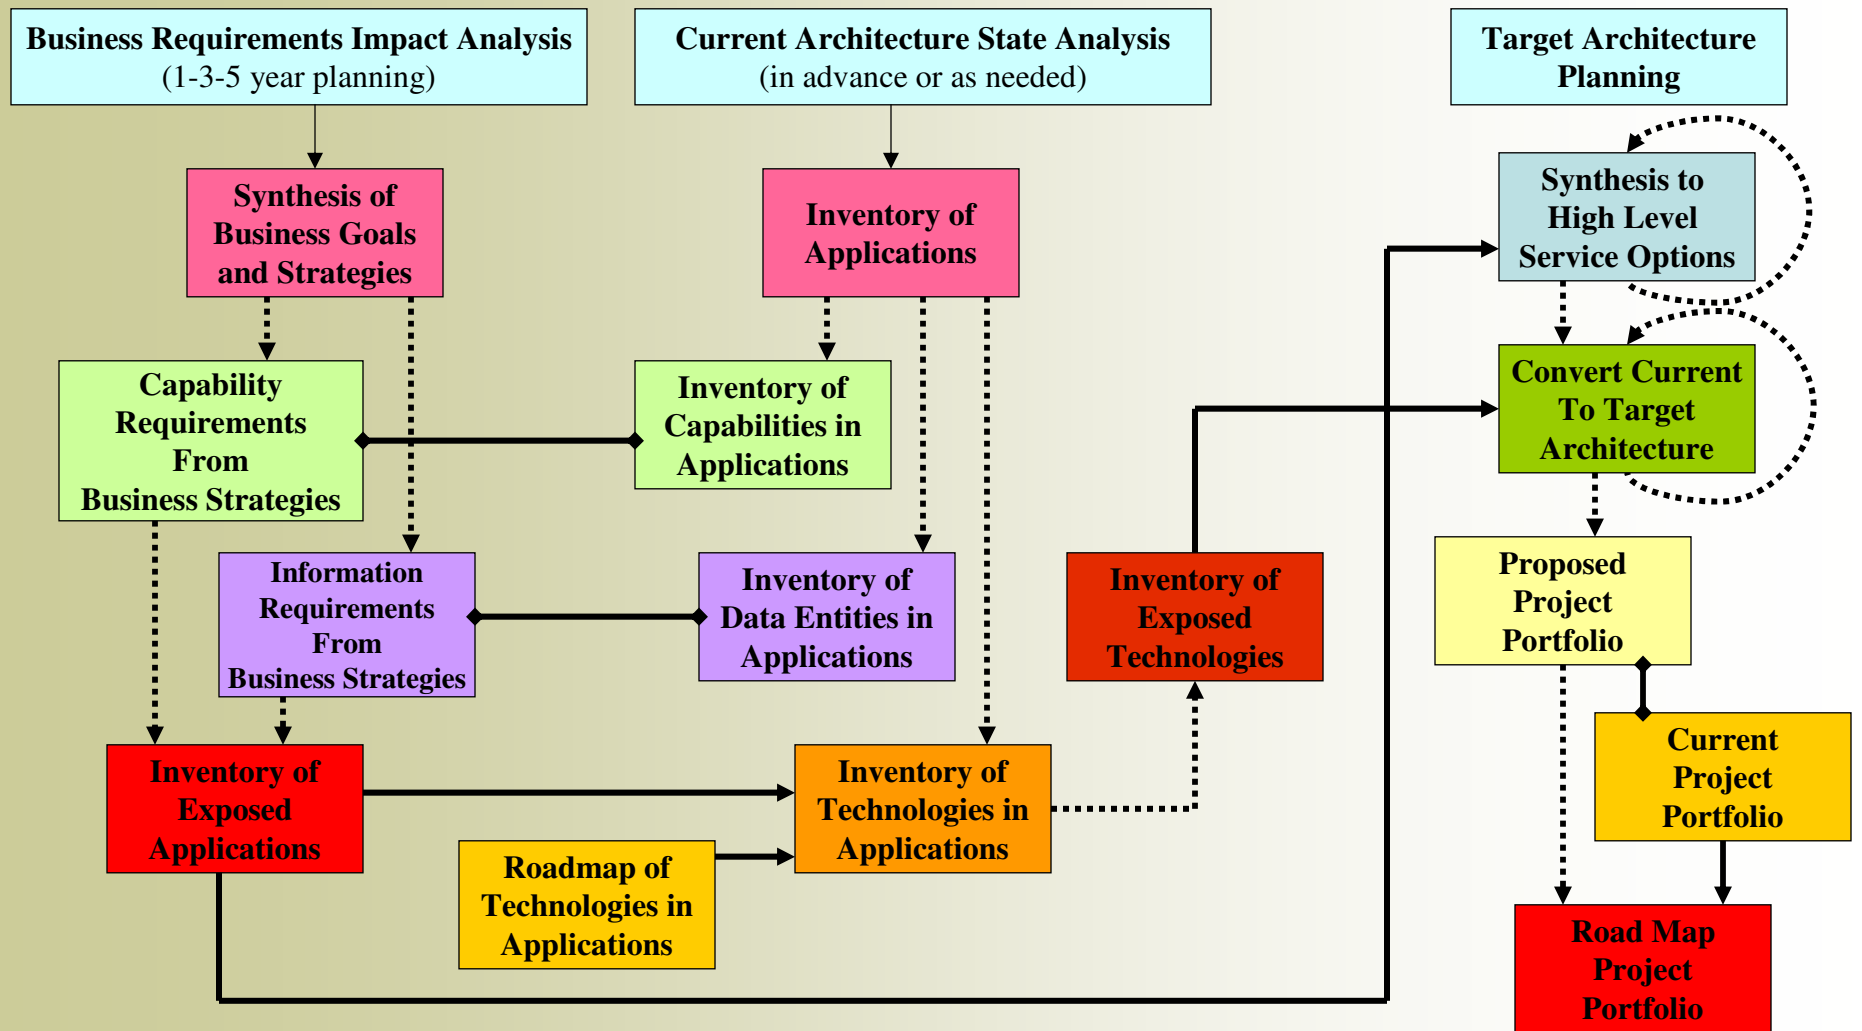 Business Requirements Impact Analysis
(1-3-5 year planning)
Current Architecture State Analysis
(in advance or as needed)
Target Architecture
Planning
Synthesis of
Business Goals
and Strategies
Inventory of
Applications
Synthesis to
High Level
Service Options
Capability
Requirements
From
Business Strategies
Inventory of
Capabilities in
Applications
Convert Current
To Target
Architecture
Information
Requirements
From
Business Strategies
Inventory of
Data Entities in
Applications
Inventory of
Exposed
Technologies
Proposed
Project
Portfolio
Inventory of
Exposed
Applications
Inventory of
Technologies in
Applications
Current
Project
Portfolio
Roadmap of
Technologies in
Applications
Road Map
Project
Portfolio